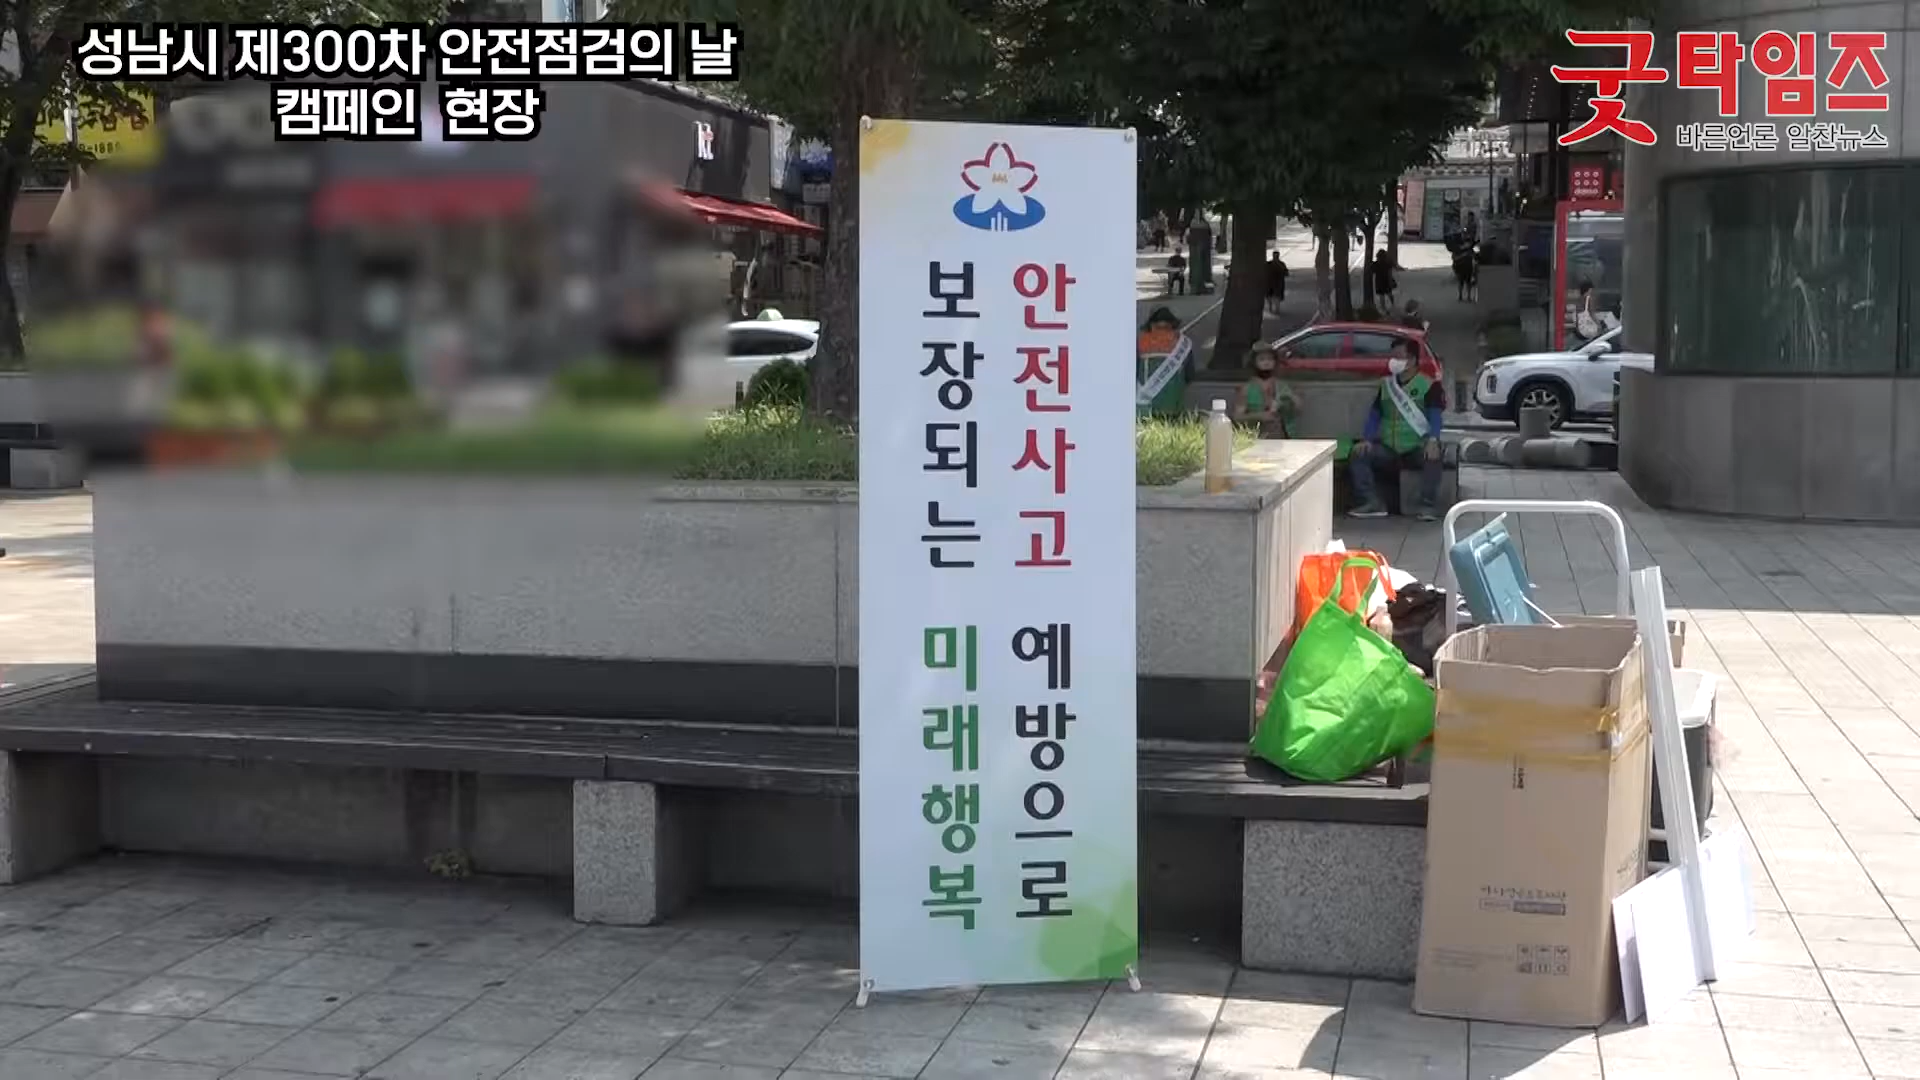 성남시 제300차 안전점검의 날
캠페인 현장
굿타임즈
바른언론 알찬뉴스
kt
안전사고 예방으로
보장되는 미래행복